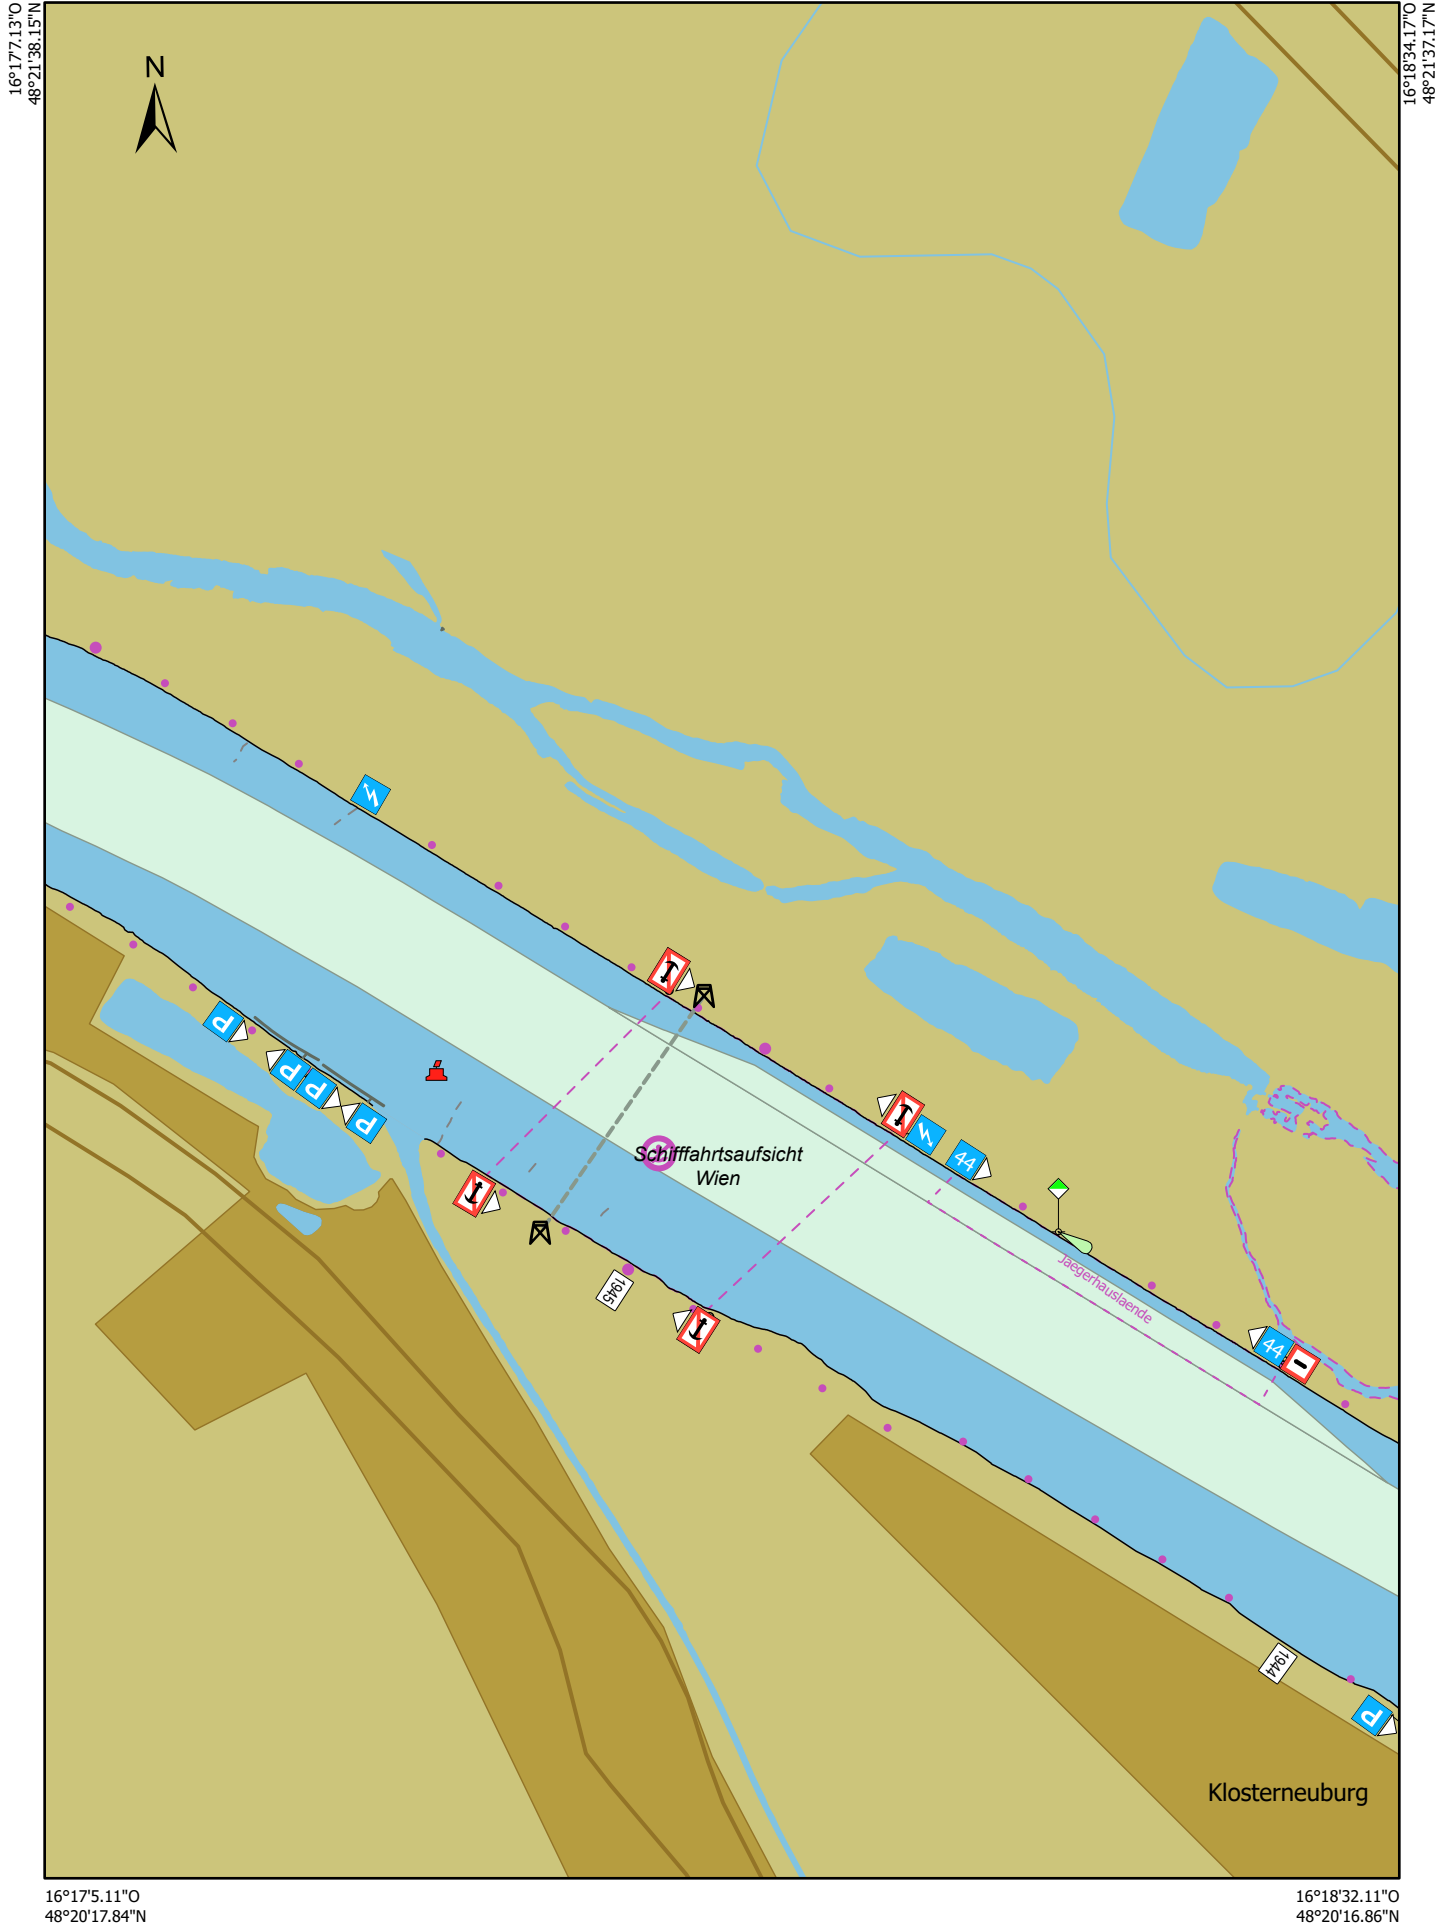 16°17'7.13"O
48°21'38.15"N
16°18'34.17"O
48°21'37.17"N
N
P
P
P
P
44
Schifffahrtsaufsicht
Wien
Jaegerhauslaende
1945
44
1944
P
Klosterneuburg
16°17'5.11"O
48°20'17.84"N
16°18'32.11"O
48°20'16.86"N